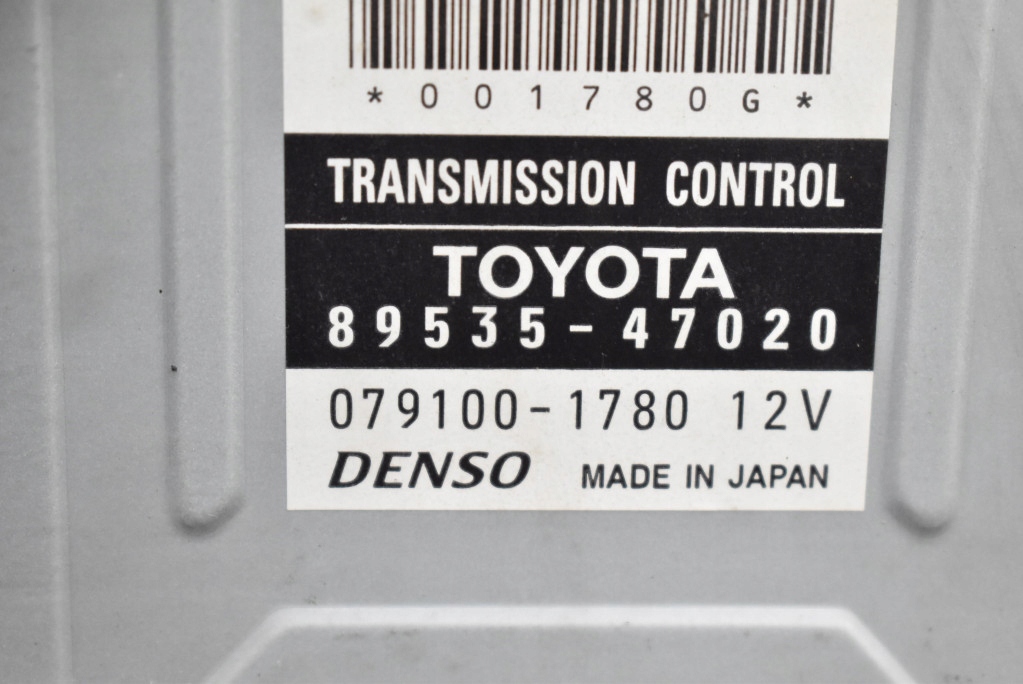 *001780G*
TRANSMISSION CONTROL
TOYOTA
89535-47020
079100-1780 12V
DENSO MADE IN JAPAN